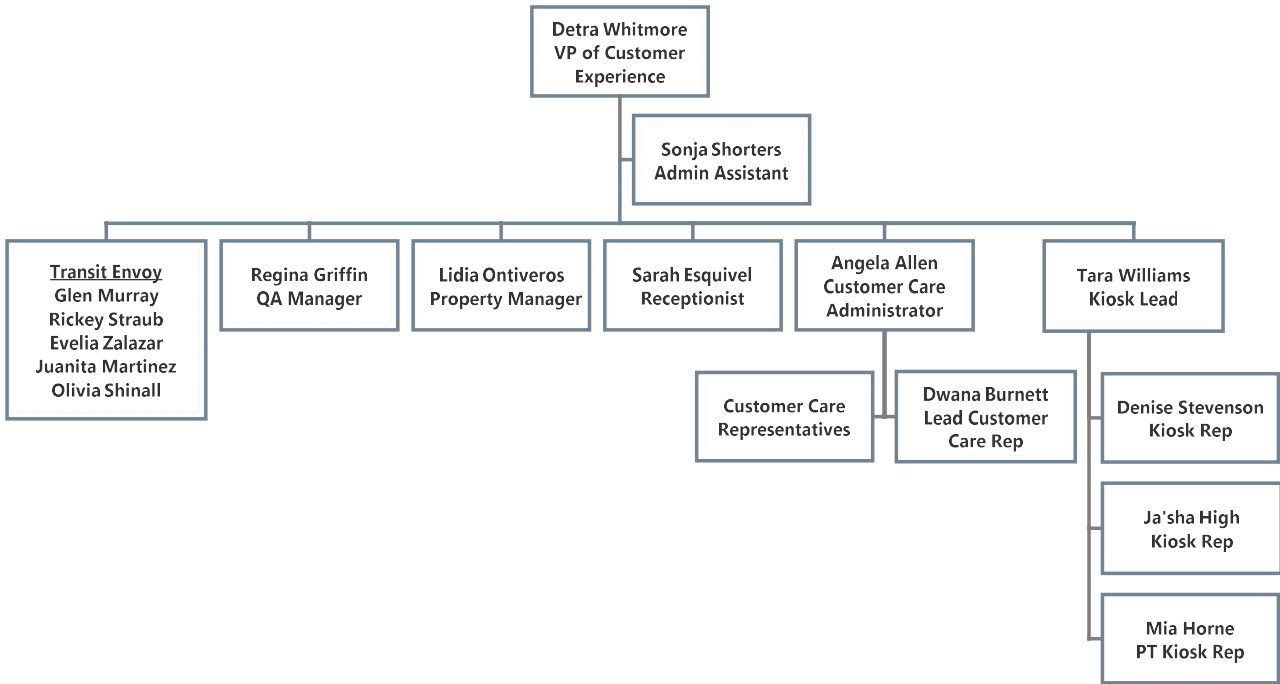 Detra Whitmore
VP of Customer
Experience
Sonja Shorters
Admin Assistant
Transit Envoy
Glen Murray
Rickey Straub
Evelia Zalazar
Juanita Martinez
Olivia Shinall
Regina Griffin
QA Manager
Lidia Ontiveros
Property Manager
Sarah Esquivel
Receptionist
Angela Allen
Customer Care
Administrator
Tara Williams
Kiosk Lead
Customer Care
Representatives
Dwana Burnett
Lead Customer
Care Rep
Denise Stevenson
Kiosk Rep
Ja'sha High
Kiosk Rep
Mia Horne
PT Kiosk Rep